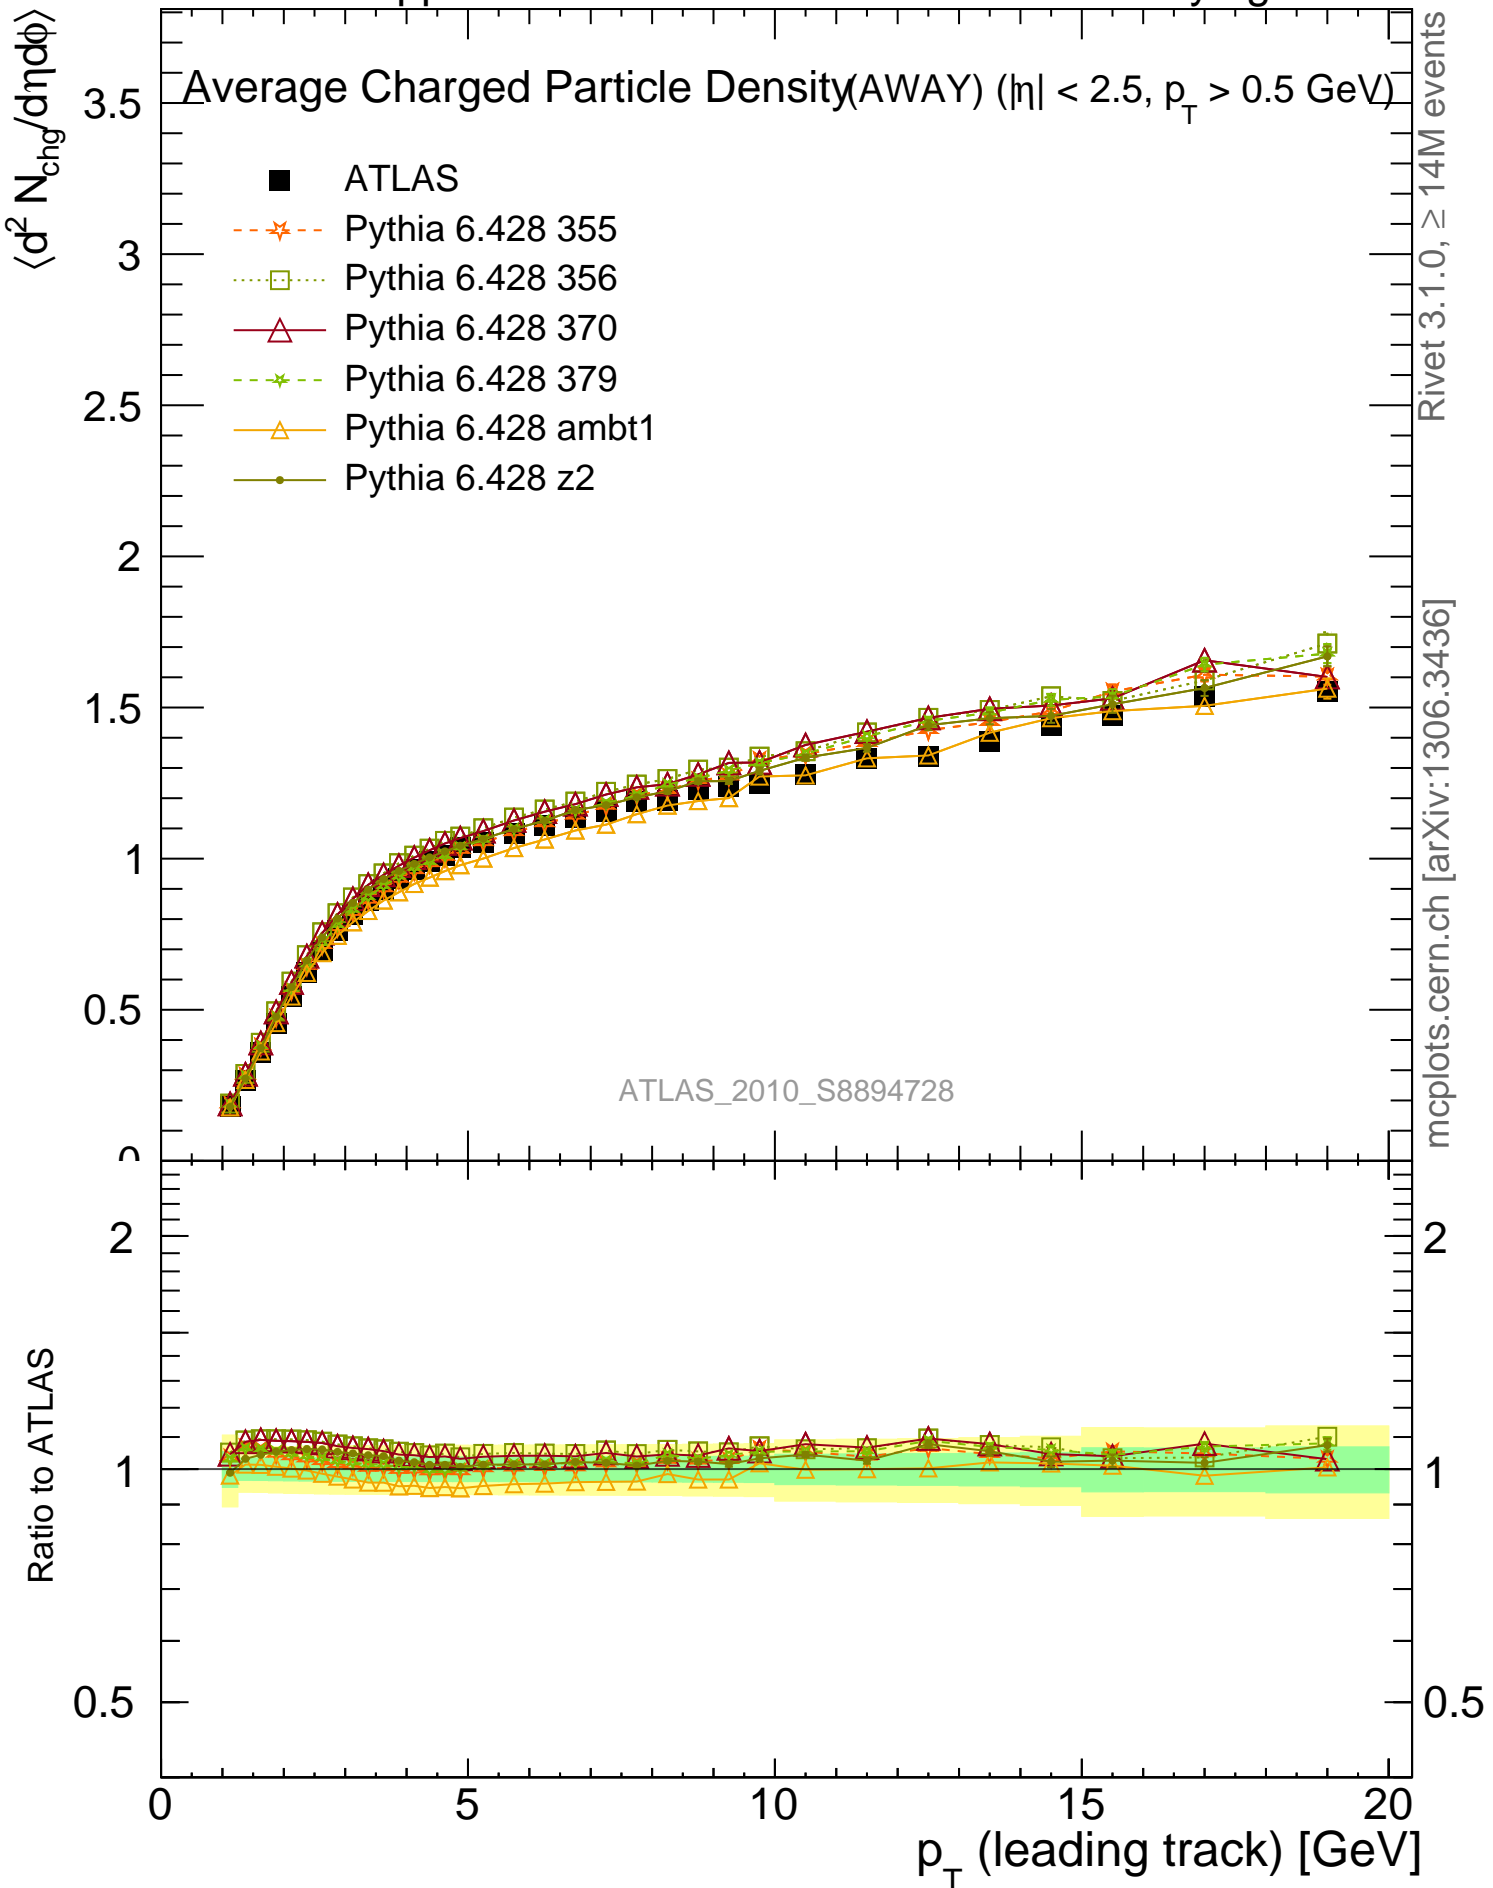 Average Charged Particle Density (AWAY) (|η| < 2.5, p_T > 0.5 GeV)
⟨d² N_chg/dηdϕ⟩
ATLAS
Pythia 6.428 355
Pythia 6.428 356
Pythia 6.428 370
Pythia 6.428 379
Pythia 6.428 ambt1
Pythia 6.428 z2
3.5
3
2.5
2
1.5
1
0.5
0
ATLAS_2010_S8894728
Rivet 3.1.0, ≥ 14M events
mcplots.cern.ch [arXiv:1306.3436]
Ratio to ATLAS
2
1
0.5
2
1
0.5
0 5 10 15 20
p_T (leading track) [GeV]